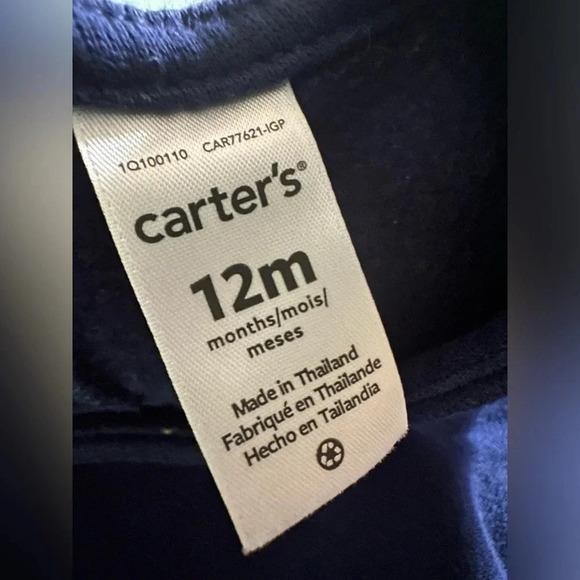 1Q100110 CAR77621-IGP
carter's®
12m
months/mois/
meses
Made in Thailand
Fabriqué en Thaïlande
Hecho en Tailandia